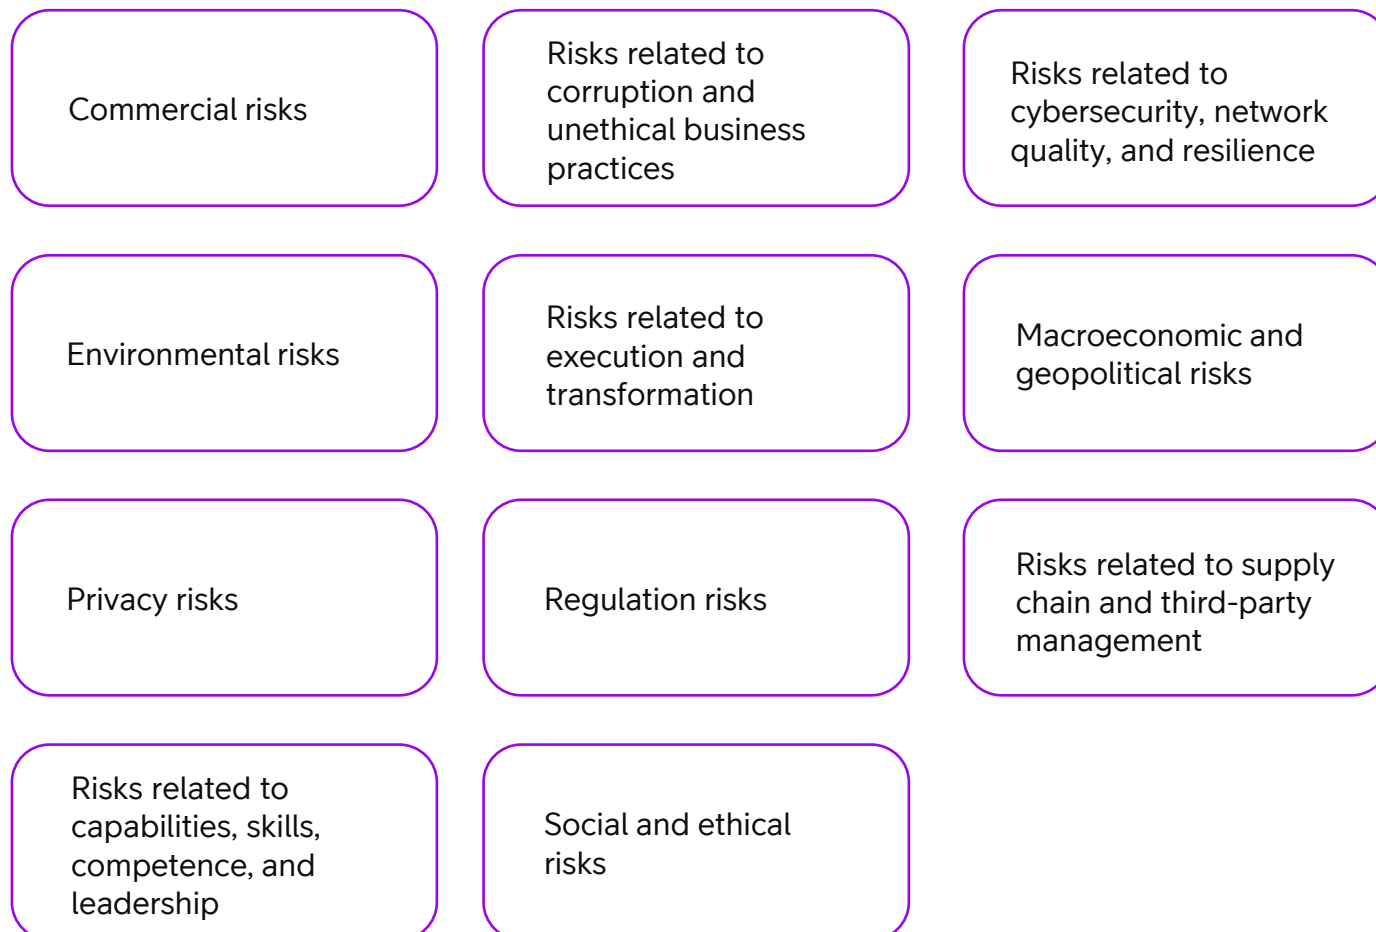 Commercial risks
Risks related to
corruption and
unethical business
practices
Risks related to
cybersecurity, network
quality, and resilience
Environmental risks
Risks related to
execution and
transformation
Macroeconomic and
geopolitical risks
Privacy risks
Regulation risks
Risks related to supply
chain and third-party
management
Risks related to
capabilities, skills,
competence, and
leadership
Social and ethical
risks